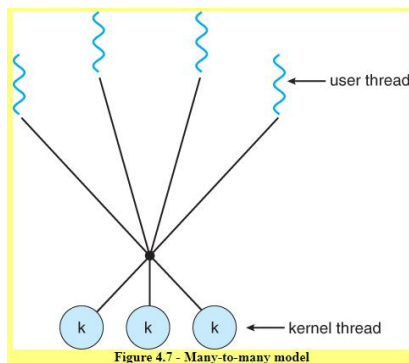 user thread
k k k
kernel thread
Figure 4.7 - Many-to-many model